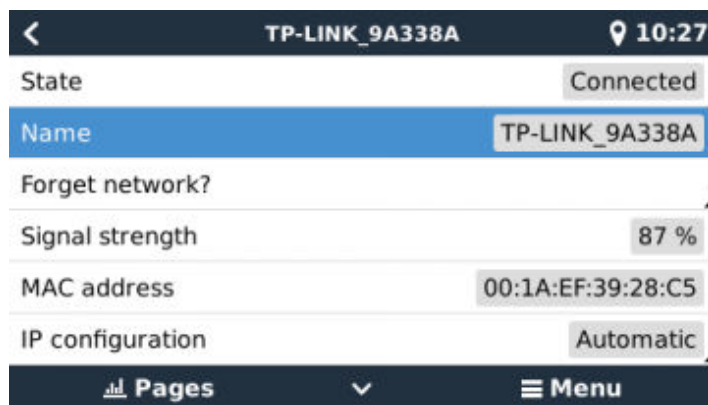 TP-LINK_9A338A 10:27
State Connected
Name TP-LINK_9A338A
Forget network?
Signal strength 87 %
MAC address 00:1A:EF:39:28:C5
IP configuration Automatic
Pages Menu